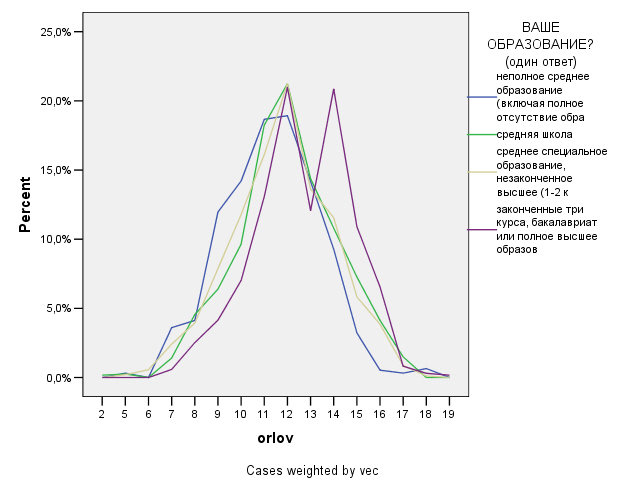 ВАШЕ
ОБРАЗОВАНИЕ?
(один ответ)
неполное среднее
образование
(включая полное
отсутствие обра
средняя школа
среднее специальное
образование,
незаконченное
высшее (1-2 к
законченные три
курса, бакалавриат
или полное высшее
образов
25,0%
20,0%
15,0%
10,0%
5,0%
0,0%
Percent
2 5 6 7 8 9 10 11 12 13 14 15 16 17 18 19
orlov
Cases weighted by vec